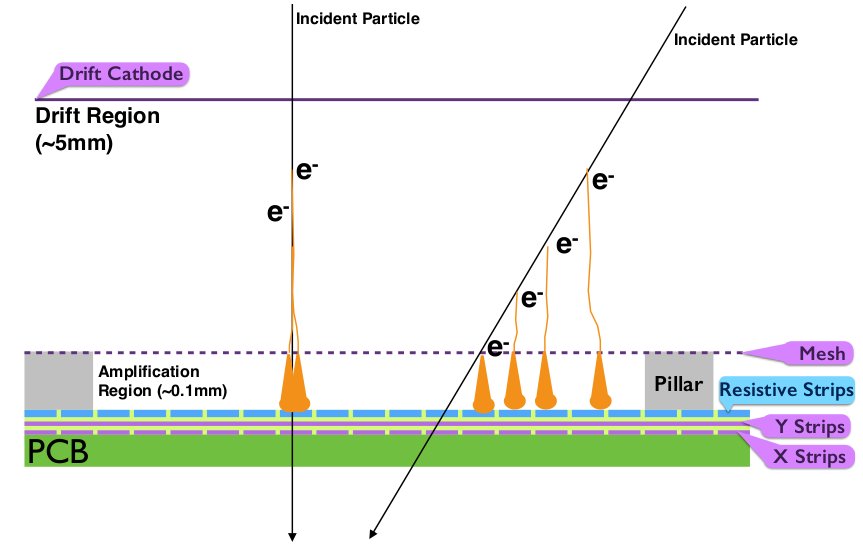 Incident Particle
Incident Particle
Drift Cathode
Drift Region
(~5mm)
e-
e-
e-
e-
e-
e-
Mesh
Amplification
Region (~0.1mm)
Pillar
Resistive Strips
Y Strips
X Strips
PCB